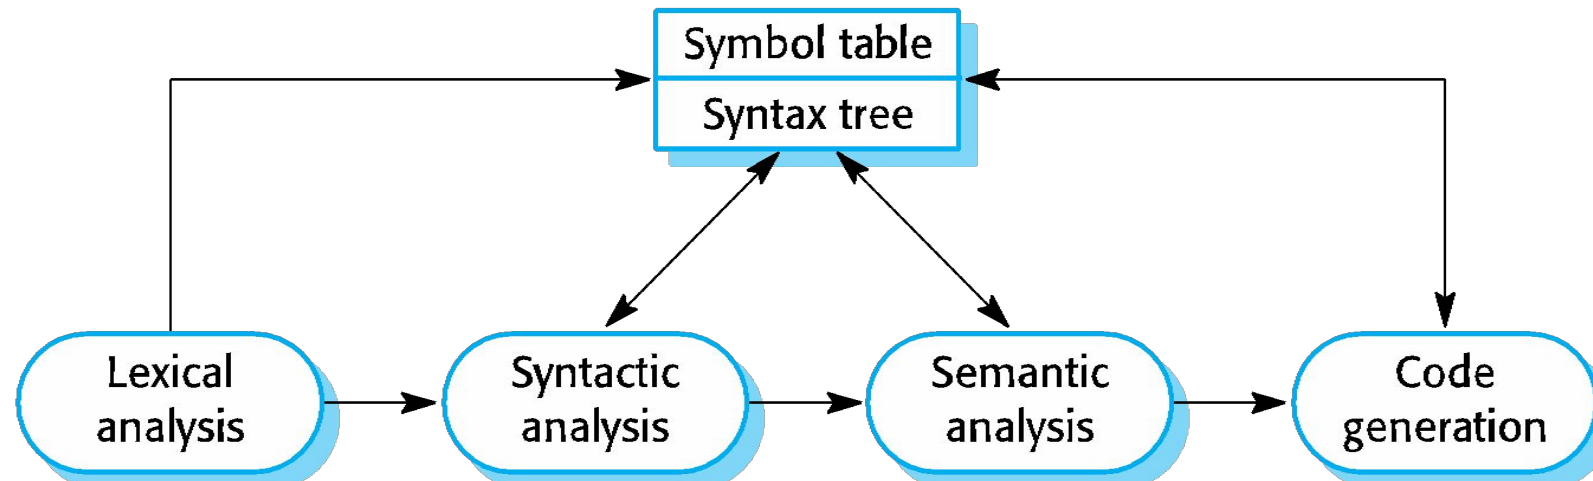 Symbol table
Syntax tree
Lexical
analysis
Syntactic
analysis
Semantic
analysis
Code
generation